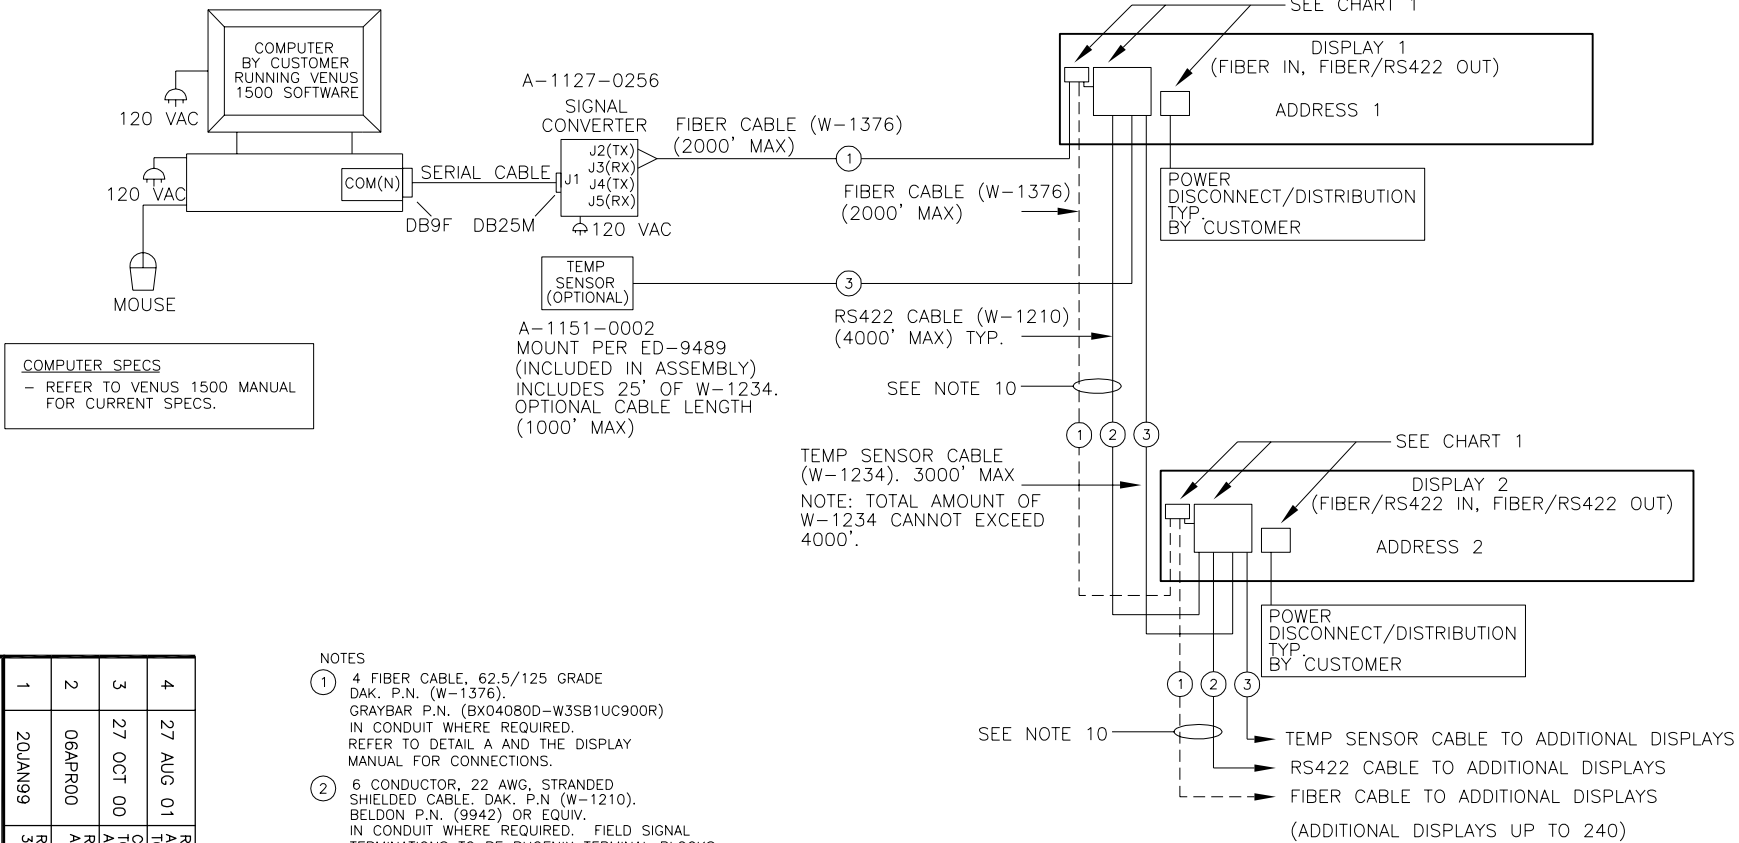 SEE CHART 1
COMPUTER
BY CUSTOMER
RUNNING VENUS
1500 SOFTWARE
120 VAC
120 VAC
MOUSE
COM(N)
SERIAL CABLE
DB9F
DB25M
A-1127-0256
SIGNAL
CONVERTER
J1
J2(TX)
J3(RX)
J4(TX)
J5(RX)
120 VAC
FIBER CABLE (W-1376)
(2000' MAX)
1
FIBER CABLE (W-1376)
(2000' MAX)
DISPLAY 1
(FIBER IN, FIBER/RS422 OUT)
ADDRESS 1
POWER
DISCONNECT/DISTRIBUTION
TYP.
BY CUSTOMER
TEMP
SENSOR
(OPTIONAL)
3
A-1151-0002
MOUNT PER ED-9489
(INCLUDED IN ASSEMBLY)
INCLUDES 25' OF W-1234.
OPTIONAL CABLE LENGTH
(1000' MAX)
RS422 CABLE (W-1210)
(4000' MAX) TYP.
SEE NOTE 10
1 2 3
COMPUTER SPECS
- REFER TO VENUS 1500 MANUAL
FOR CURRENT SPECS.
TEMP SENSOR CABLE
(W-1234). 3000' MAX
NOTE: TOTAL AMOUNT OF
W-1234 CANNOT EXCEED
4000'.
SEE CHART 1
DISPLAY 2
(FIBER/RS422 IN, FIBER/RS422 OUT)
ADDRESS 2
POWER
DISCONNECT/DISTRIBUTION
TYP.
BY CUSTOMER
1 2 3
SEE NOTE 10
TEMP SENSOR CABLE TO ADDITIONAL DISPLAYS
RS422 CABLE TO ADDITIONAL DISPLAYS
FIBER CABLE TO ADDITIONAL DISPLAYS
(ADDITIONAL DISPLAYS UP TO 240)
NOTES
1 4 FIBER CABLE, 62.5/125 GRADE
DAK. P.N. (W-1376).
GRAYBAR P.N. (BX04080D-W3SB1UC900R)
IN CONDUIT WHERE REQUIRED.
REFER TO DETAIL A AND THE DISPLAY
MANUAL FOR CONNECTIONS.
2 6 CONDUCTOR, 22 AWG, STRANDED
SHIELDED CABLE. DAK. P.N (W-1210).
BELDON P.N. (9942) OR EQUIV.
IN CONDUIT WHERE REQUIRED. FIELD SIGNAL
TERMINATIONS TO BE PHOENIX TERMINAL BLOCKS
4 27 AUG 01
3 27 OCT 00
2 06APR00
1 20JAN99